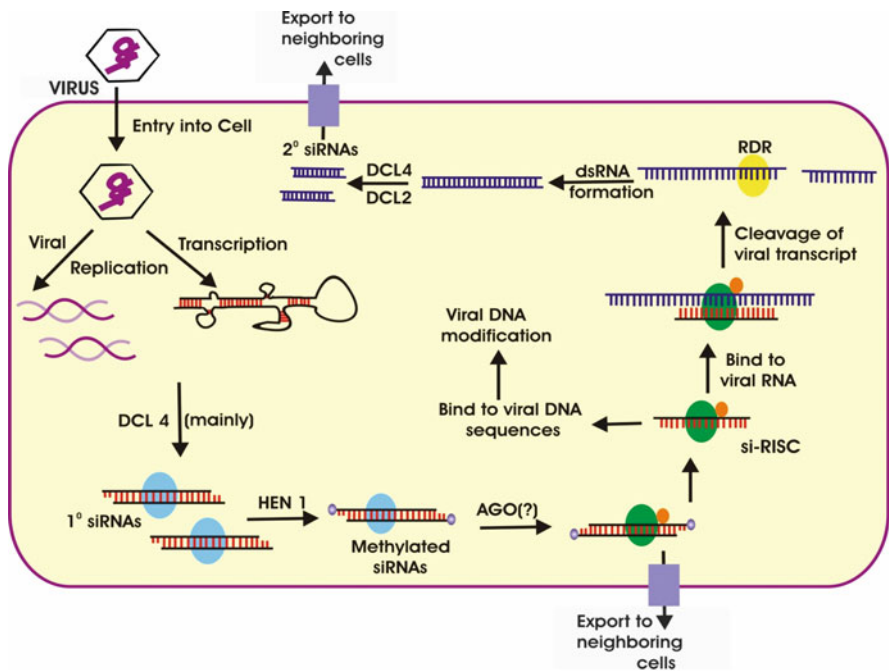 Export to
neighboring
cells
VIRUS
Entry into Cell
2° siRNAs
DCL4
DCL2
dsRNA
formation
RDR
Viral
Replication
Transcription
Cleavage of
viral transcript
Viral DNA
modification
Bind to
viral RNA
DCL 4 (mainly)
Bind to viral DNA
sequences
si-RISC
1° siRNAs
HEN 1
Methylated
siRNAs
AGO(?)
Export to
neighboring
cells